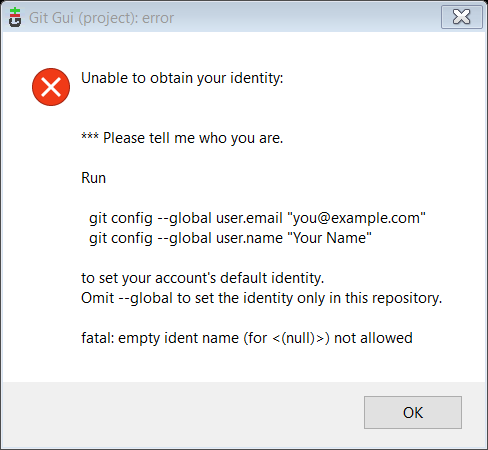 Git Gui (project): error
Unable to obtain your identity:
*** Please tell me who you are.
Run
git config --global user.email "you@example.com"
git config --global user.name "Your Name"
to set your account's default identity.
Omit --global to set the identity only in this repository.
fatal: empty ident name (for <(null)>) not allowed
OK